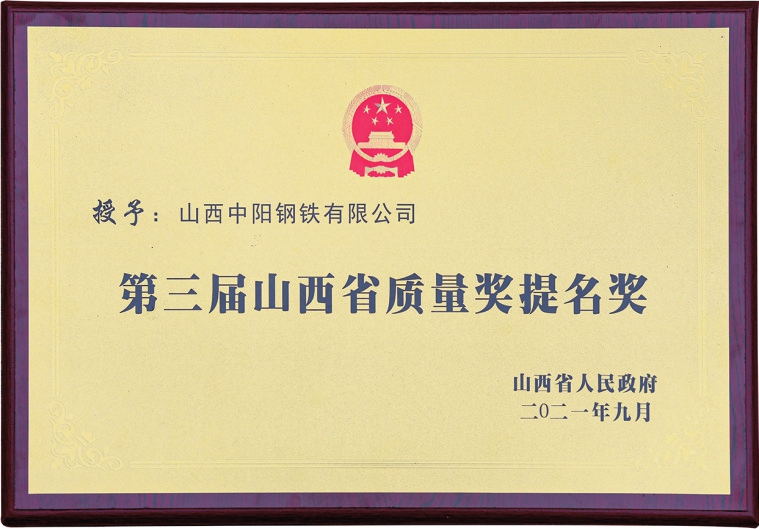 授予：山西中阳钢铁有限公司
第三届山西省质量奖提名奖
山西省人民政府
二0二一年九月